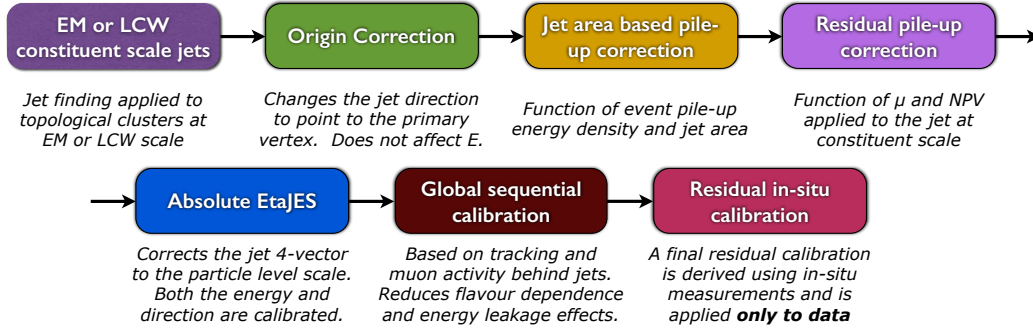 EM or LCW
constituent scale jets
Origin Correction
Jet area based pile-
up correction
Residual pile-up
correction
Jet finding applied to
topological clusters at
EM or LCW scale
Changes the jet direction
to point to the primary
vertex. Does not affect E.
Function of event pile-up
energy density and jet area
Function of µ and NPV
applied to the jet at
constituent scale
Absolute EtaJES
Global sequential
calibration
Residual in-situ
calibration
Corrects the jet 4-vector
to the particle level scale.
Both the energy and
direction are calibrated.
Based on tracking and
muon activity behind jets.
Reduces flavour dependence
and energy leakage effects.
A final residual calibration
is derived using in-situ
measurements and is
applied only to data